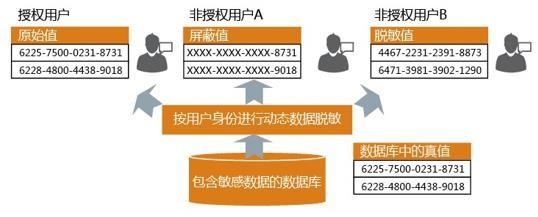 授权用户
非授权用户A
非授权用户B
原始值
6225-7500-0231-8731
6228-4800-4438-9018
屏蔽值
XXXX-XXXX-XXXX-8731
XXXX-XXXX-XXXX-9018
脱敏值
4467-2231-2391-8873
6471-3981-3902-1290
按用户身份进行动态数据脱敏
包含敏感数据的数据库
数据库中的真值
6225-7500-0231-8731
6228-4800-4438-9018